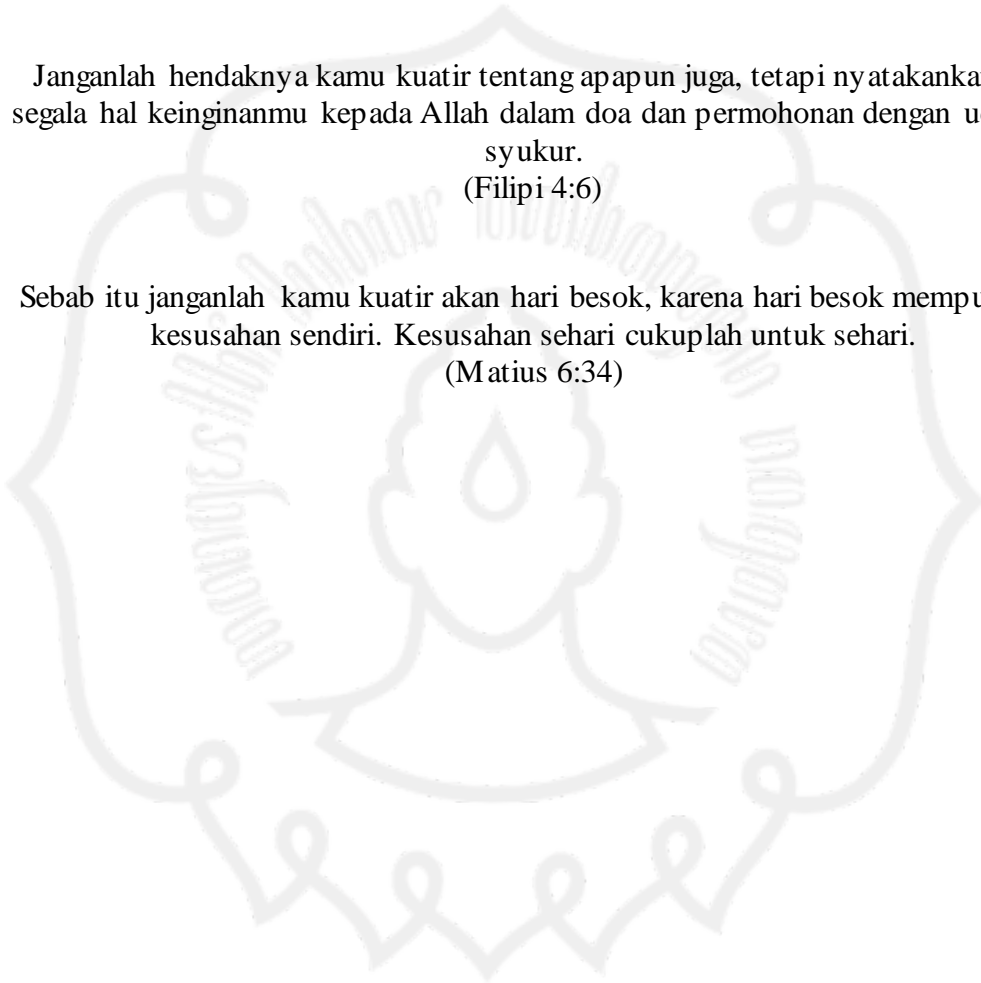 Janganlah hendaknya kamu kuatir tentang apapun juga, tetapi nyatakanka
segala hal keinginanmu kepada Allah dalam doa dan permohonan dengan u
syukur.
(Filipi 4:6)
Sebab itu janganlah kamu kuatir akan hari besok, karena hari besok mempu
kesusahan sendiri. Kesusahan sehari cukuplah untuk sehari.
(Matius 6:34)